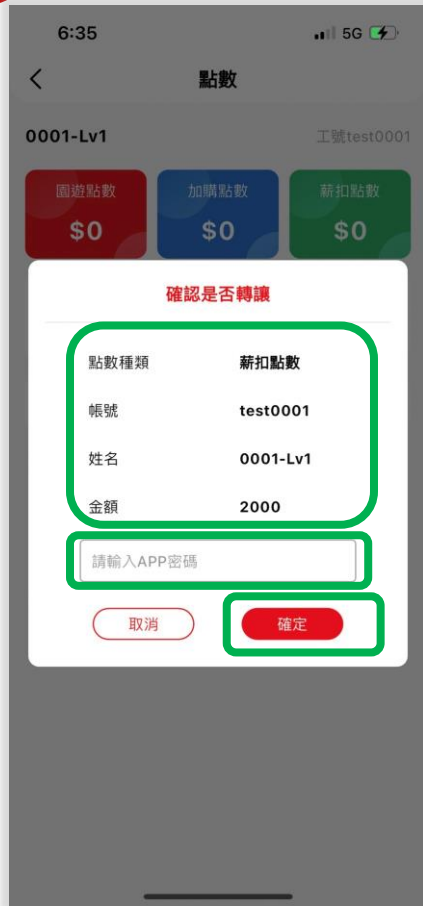 6:35 5G
點數
0001-Lv1 工號test0001
園遊點數 加購點數 薪扣點數
$0 $0 $0
確認是否轉讓
點數種類 薪扣點數
帳號 test0001
姓名 0001-Lv1
金額 2000
請輸入APP密碼
取消 確定